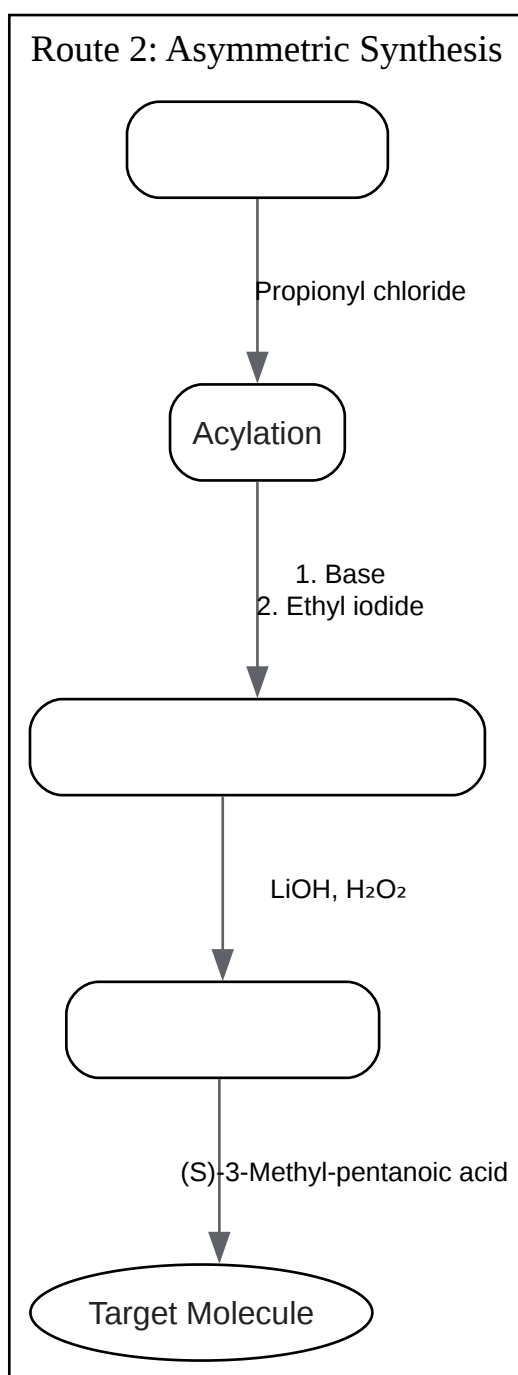 Route 2: Asymmetric Synthesis
Propionyl chloride
Acylation
1. Base
2. Ethyl iodide
LiOH, H₂O₂
(S)-3-Methyl-pentanoic acid
Target Molecule